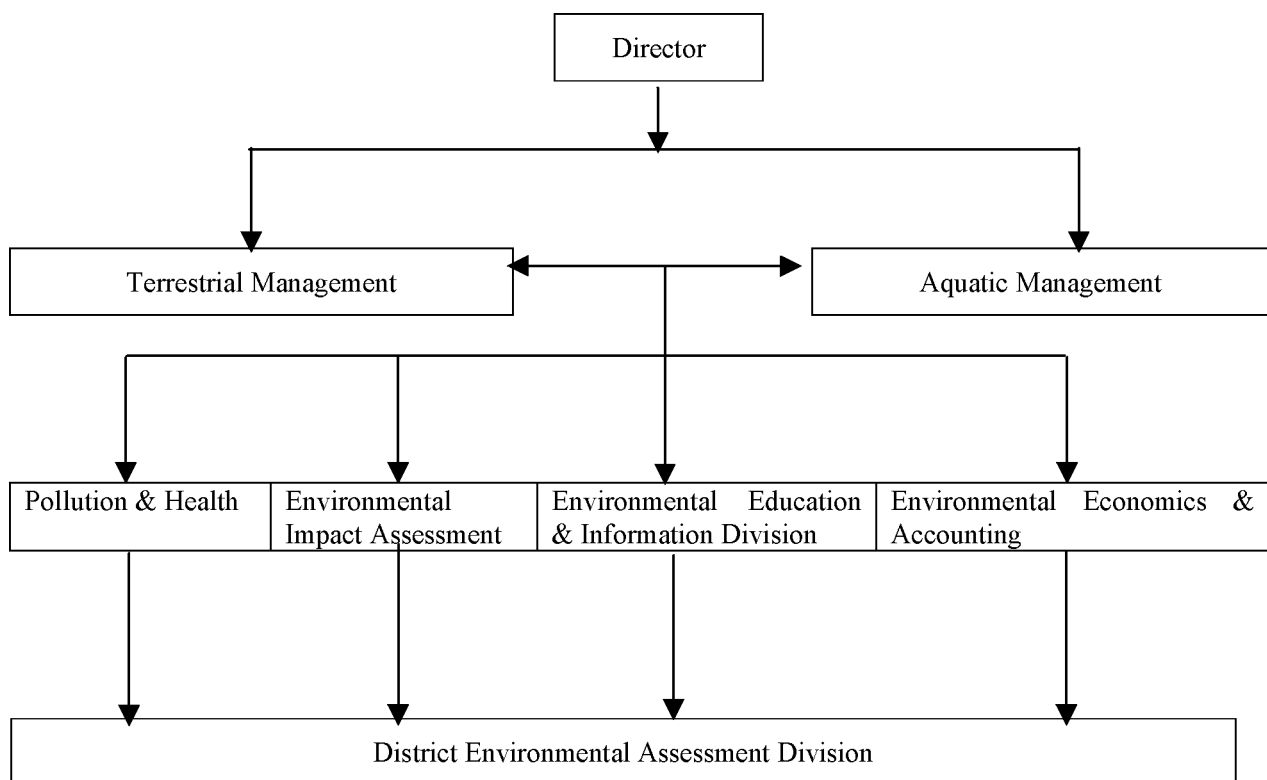 Director
Terrestrial Management
Aquatic Management
Pollution & Health
Environmental
Impact Assessment
Environmental Education
& Information Division
Environmental Economics &
Accounting
District Environmental Assessment Division